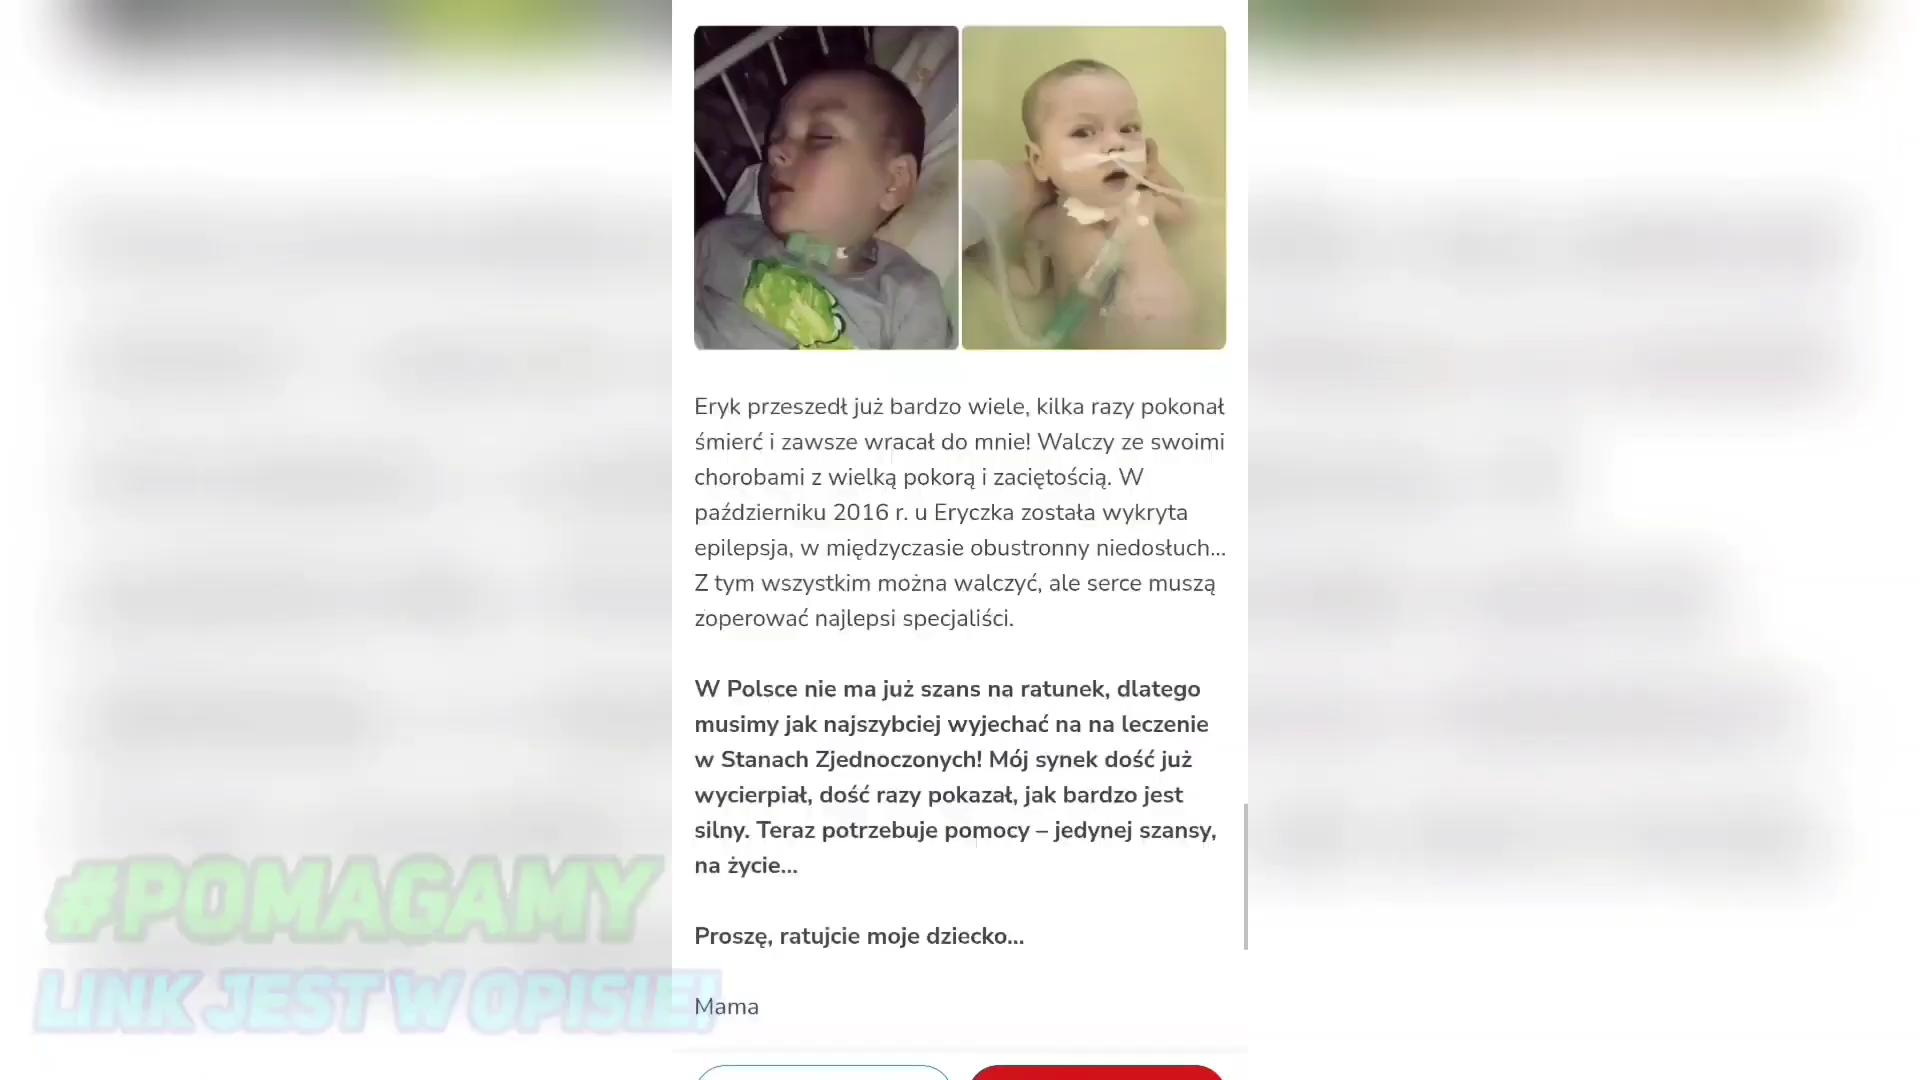 Eryk przeszedł już bardzo wiele, kilka razy pokonał
śmierć i zawsze wracał do mnie! Walczy ze swoimi
chorobami z wielką pokorą i zaciętością. W
październiku 2016 r. u Eryczka została wykryta
epilepsja, w międzyczasie obustronny niedosłuch...
Z tym wszystkim można walczyć, ale serce muszą
zoperować najlepsi specjaliści.
W Polsce nie ma już szans na ratunek, dlatego
musimy jak najszybciej wyjechać na na leczenie
w Stanach Zjednoczonych! Mój synek dość już
wycierpiał, dość razy pokazał, jak bardzo jest
silny. Teraz potrzebuje pomocy – jedynej szansy,
na życie...
Proszę, ratujcie moje dziecko...
Mama
#POMAGAMY
LINK JEST W OPISIE!